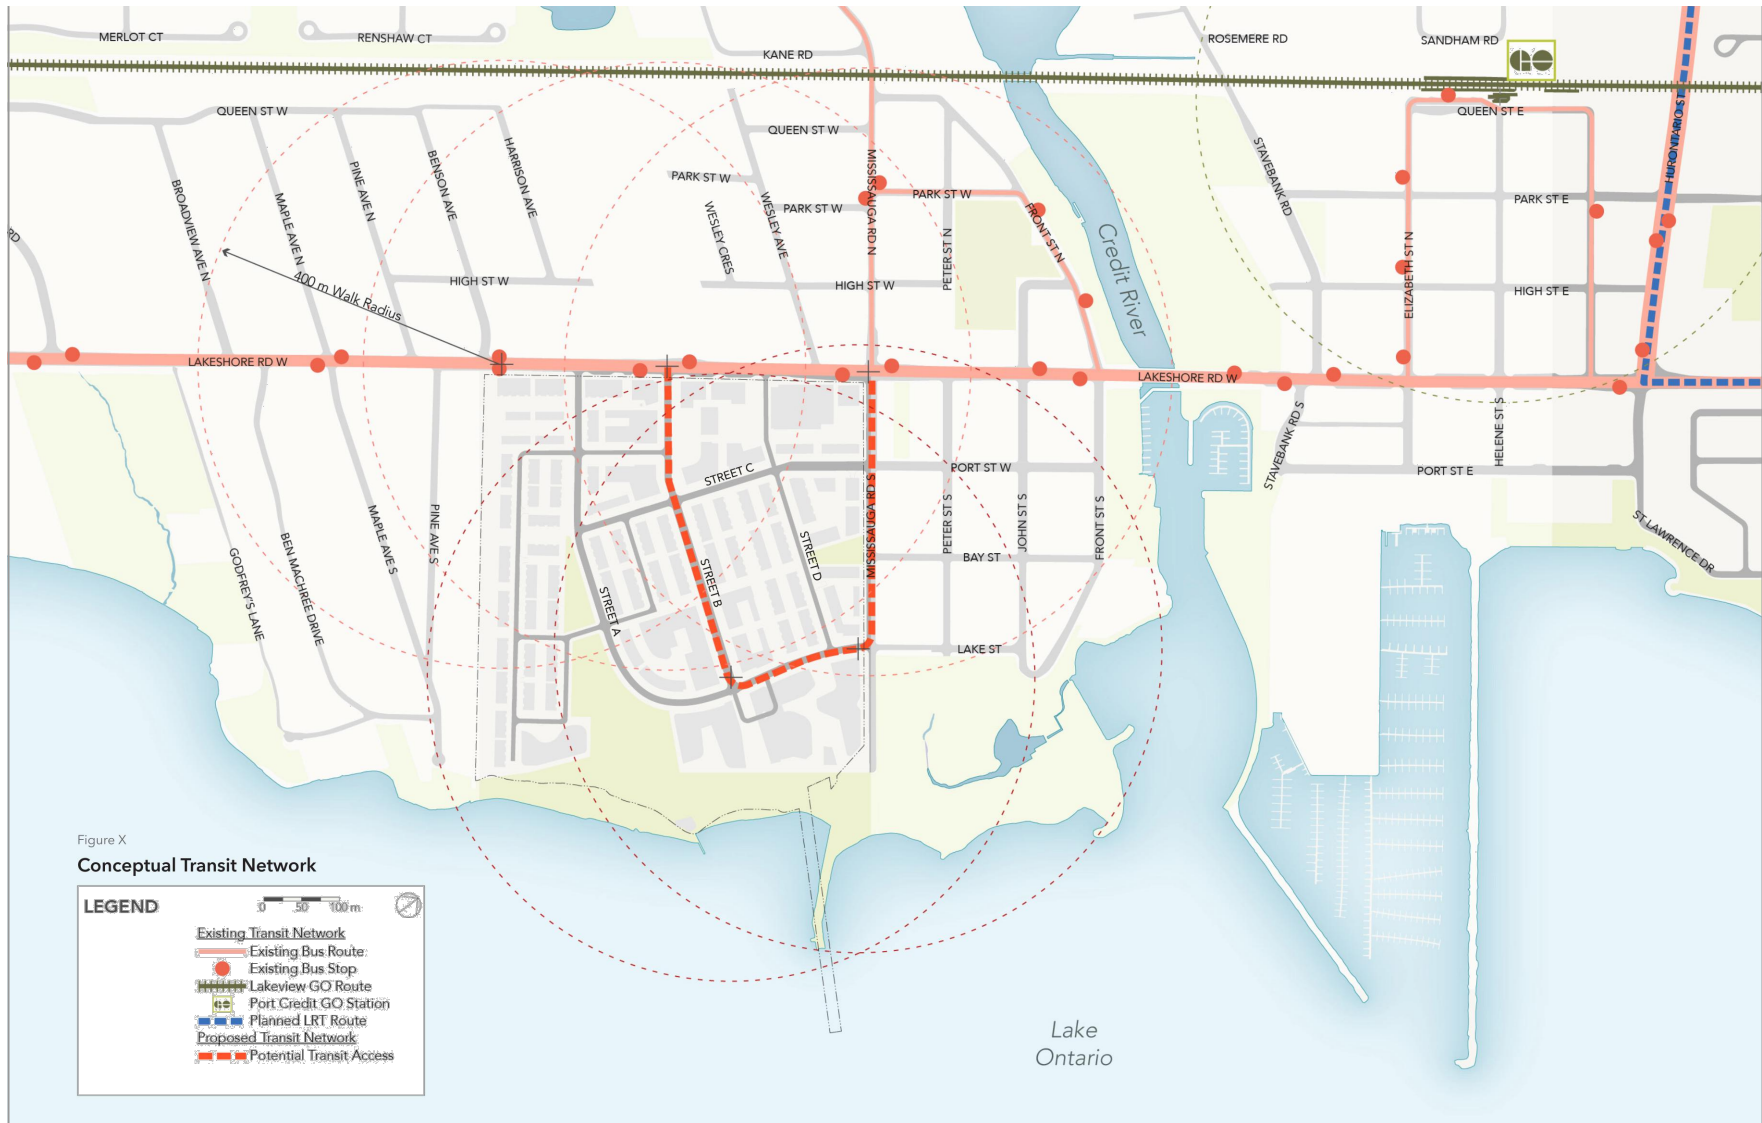 MERLOT CT
RENSHAW CT
KANE RD
ROSEMERE RD
SANDHAM RD
GO
QUEEN ST W
QUEEN ST W
QUEEN ST E
HURONTARIO ST
BROADVIEW AVE N
MAPLE AVE N
PINE AVE N
BENSON AVE
HARRISON AVE
PARK ST W
PARK ST W
PARK ST W
WESLEY CRES
WESLEY AVE
MISSISSAUGA RD N
PETER ST N
FRONT ST N
Credit River
STAVEBANK RD
PARK ST E
ELIZABETH ST N
RD
400 m Walk Radius
HIGH ST W
HIGH ST W
HIGH ST E
LAKESHORE RD W
LAKESHORE RD W
STREET C
PORT ST W
STAVEBANK RD S
HELENE ST S
PORT ST E
GODFREY'S LANE
BEN MACHREE DRIVE
MAPLE AVE S
PINE AVE S
STREET A
STREET B
STREET D
MISSISSAUGA RD S
PETER ST S
JOHN ST S
FRONT ST S
BAY ST
LAKE ST
ST LAWRENCE DR
Lake
Ontario
Figure X
Conceptual Transit Network
LEGEND
0 50 100 m
Existing Transit Network
Existing Bus Route
Existing Bus Stop
Lakeview GO Route
GO Port Credit GO Station
Planned LRT Route
Proposed Transit Network
Potential Transit Access